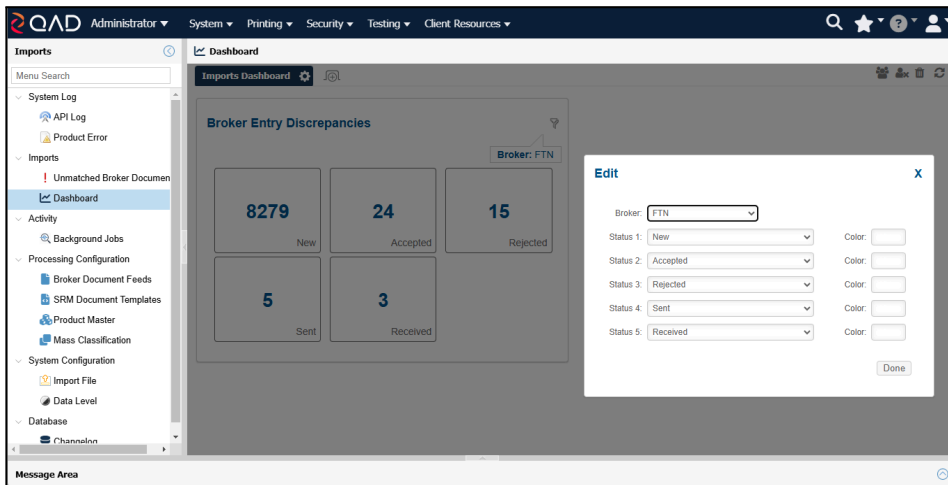 QAD Administrator System Printing Security Testing Client Resources ?
Imports
Dashboard
Menu Search
System Log
API Log
Product Error
Imports
Unmatched Broker Documen
Dashboard
Activity
Background Jobs
Processing Configuration
Broker Document Feeds
SRM Document Templates
Product Master
Mass Classification
System Configuration
Import File
Data Level
Database
Changelog
Imports Dashboard
Broker Entry Discrepancies
Broker: FTN
8279
New
24
Accepted
15
Rejected
5
Sent
3
Received
Edit X
Broker: FTN
Status 1: New Color:
Status 2: Accepted Color:
Status 3: Rejected Color:
Status 4: Sent Color:
Status 5: Received Color:
Done
Message Area